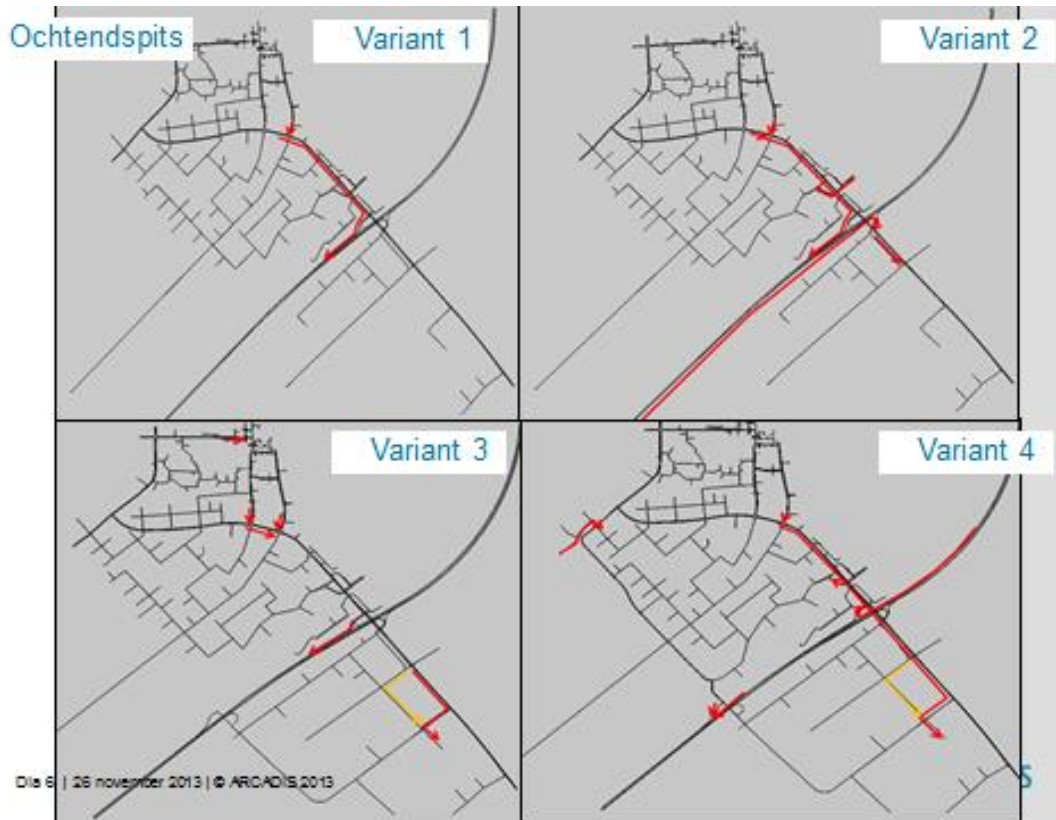 Ochtendspits
Variant 1
Variant 2
Variant 3
Variant 4
Dia 6 | 26 november 2013 | © ARCADIS 2013
S